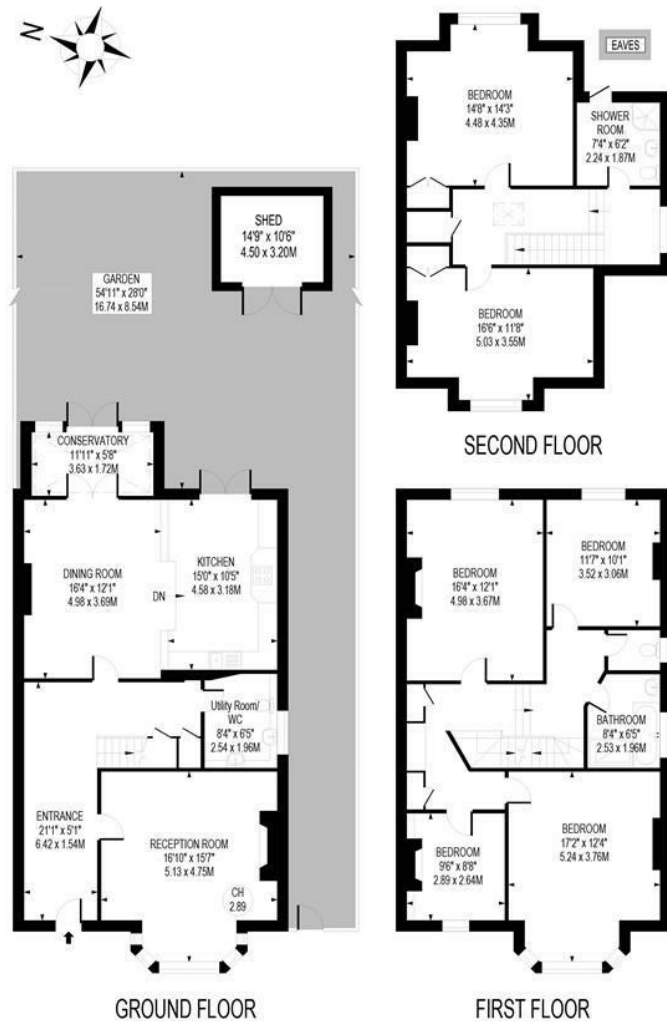 N
EAVES
BEDROOM
14'8" x 14'3"
4.48 x 4.35M
SHOWER
ROOM
7'4" x 6'2"
2.24 x 1.87M
BEDROOM
16'6" x 11'8"
5.03 x 3.55M
SECOND FLOOR
SHED
14'9" x 10'6"
4.50 x 3.20M
GARDEN
54'11" x 28'0"
16.74 x 8.54M
CONSERVATORY
11'11" x 5'8"
3.63 x 1.72M
DINING ROOM
16'4" x 12'1"
4.98 x 3.69M
DN
KITCHEN
15'0" x 10'5"
4.58 x 3.18M
Utility Room/
WC
8'4" x 6'5"
2.54 x 1.96M
ENTRANCE
21'1" x 5'1"
6.42 x 1.54M
RECEPTION ROOM
16'10" x 15'7"
5.13 x 4.75M
CH
2.89
GROUND FLOOR
BEDROOM
16'4" x 12'1"
4.98 x 3.67M
BEDROOM
11'7" x 10'1"
3.52 x 3.06M
BATHROOM
8'4" x 6'5"
2.53 x 1.96M
BEDROOM
9'6" x 8'8"
2.89 x 2.64M
BEDROOM
17'2" x 12'4"
5.24 x 3.76M
FIRST FLOOR